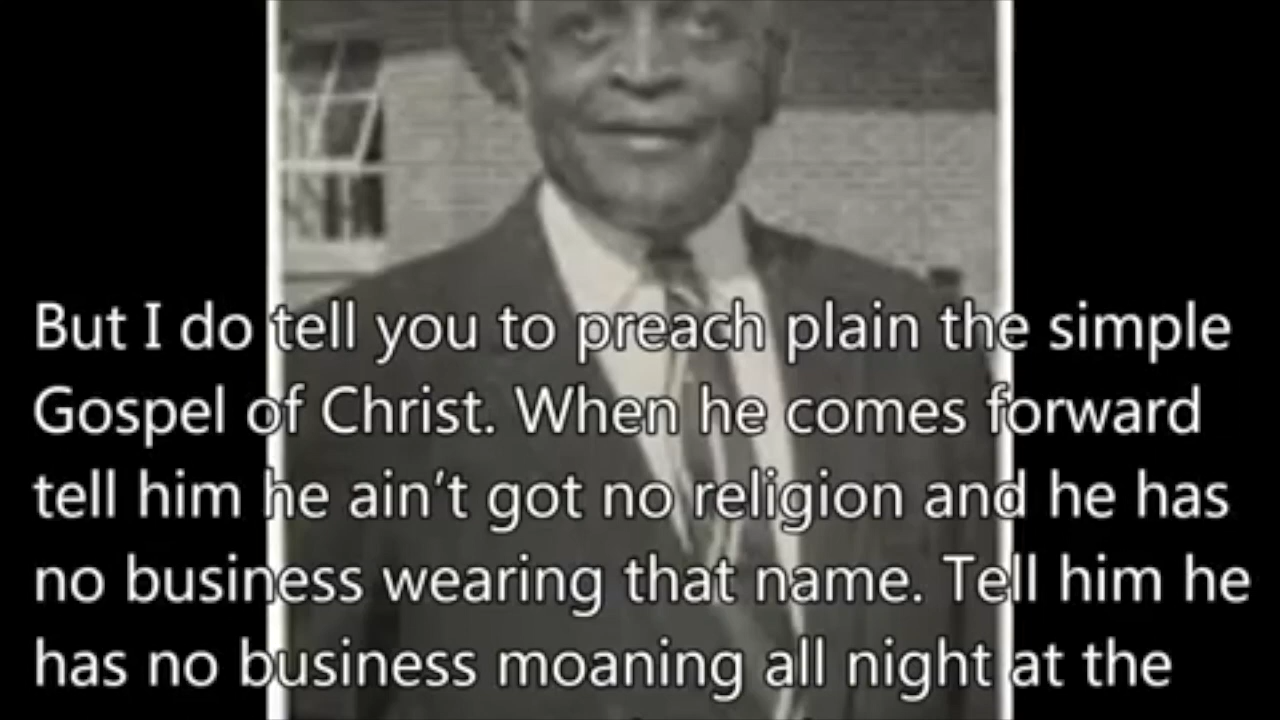 But I do tell you to preach plain the simple
Gospel of Christ. When he comes forward
tell him he ain't got no religion and he has
no business wearing that name. Tell him he
has no business moaning all night at the